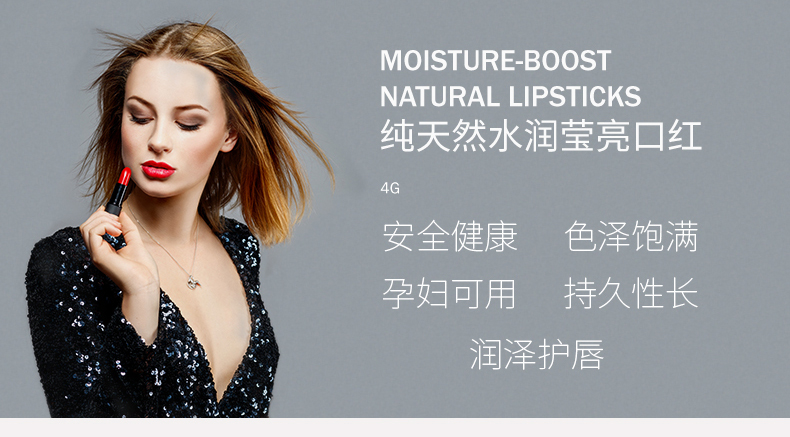 MOISTURE-BOOST
NATURAL LIPSTICKS
纯天然水润莹亮口红
4G
安全健康 色泽饱满
孕妇可用 持久性长
润泽护唇